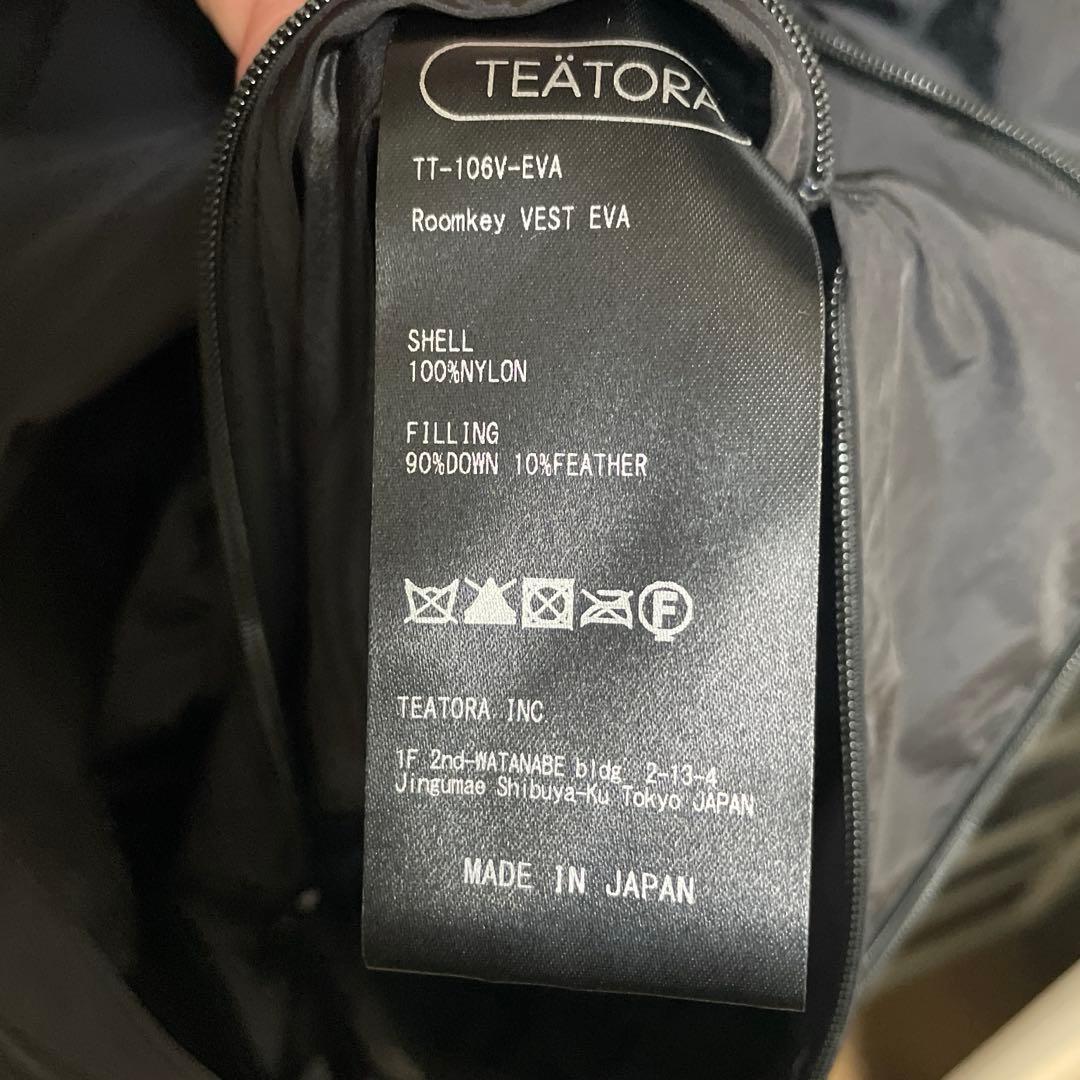 TEÄTORA
TT-106V-EVA
Roomkey VEST EVA
SHELL
100%NYLON
FILLING
90%DOWN 10%FEATHER
F
TEATORA INC
1F 2nd-WATANABE bldg. 2-13-4
Jingumae Shibuya-Ku Tokyo JAPAN
MADE IN JAPAN